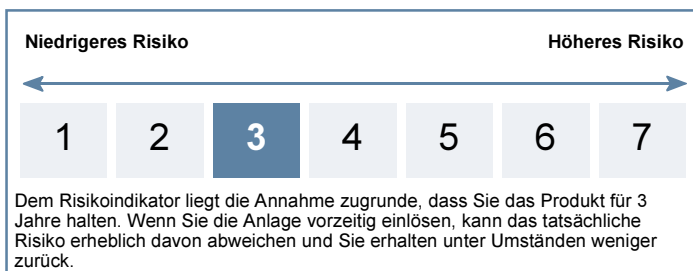 Niedrigeres Risiko Höheres Risiko
1 2 3 4 5 6 7
Dem Risikoindikator liegt die Annahme zugrunde, dass Sie das Produkt für 3
Jahre halten. Wenn Sie die Anlage vorzeitig einlösen, kann das tatsächliche
Risiko erheblich davon abweichen und Sie erhalten unter Umständen weniger
zurück.